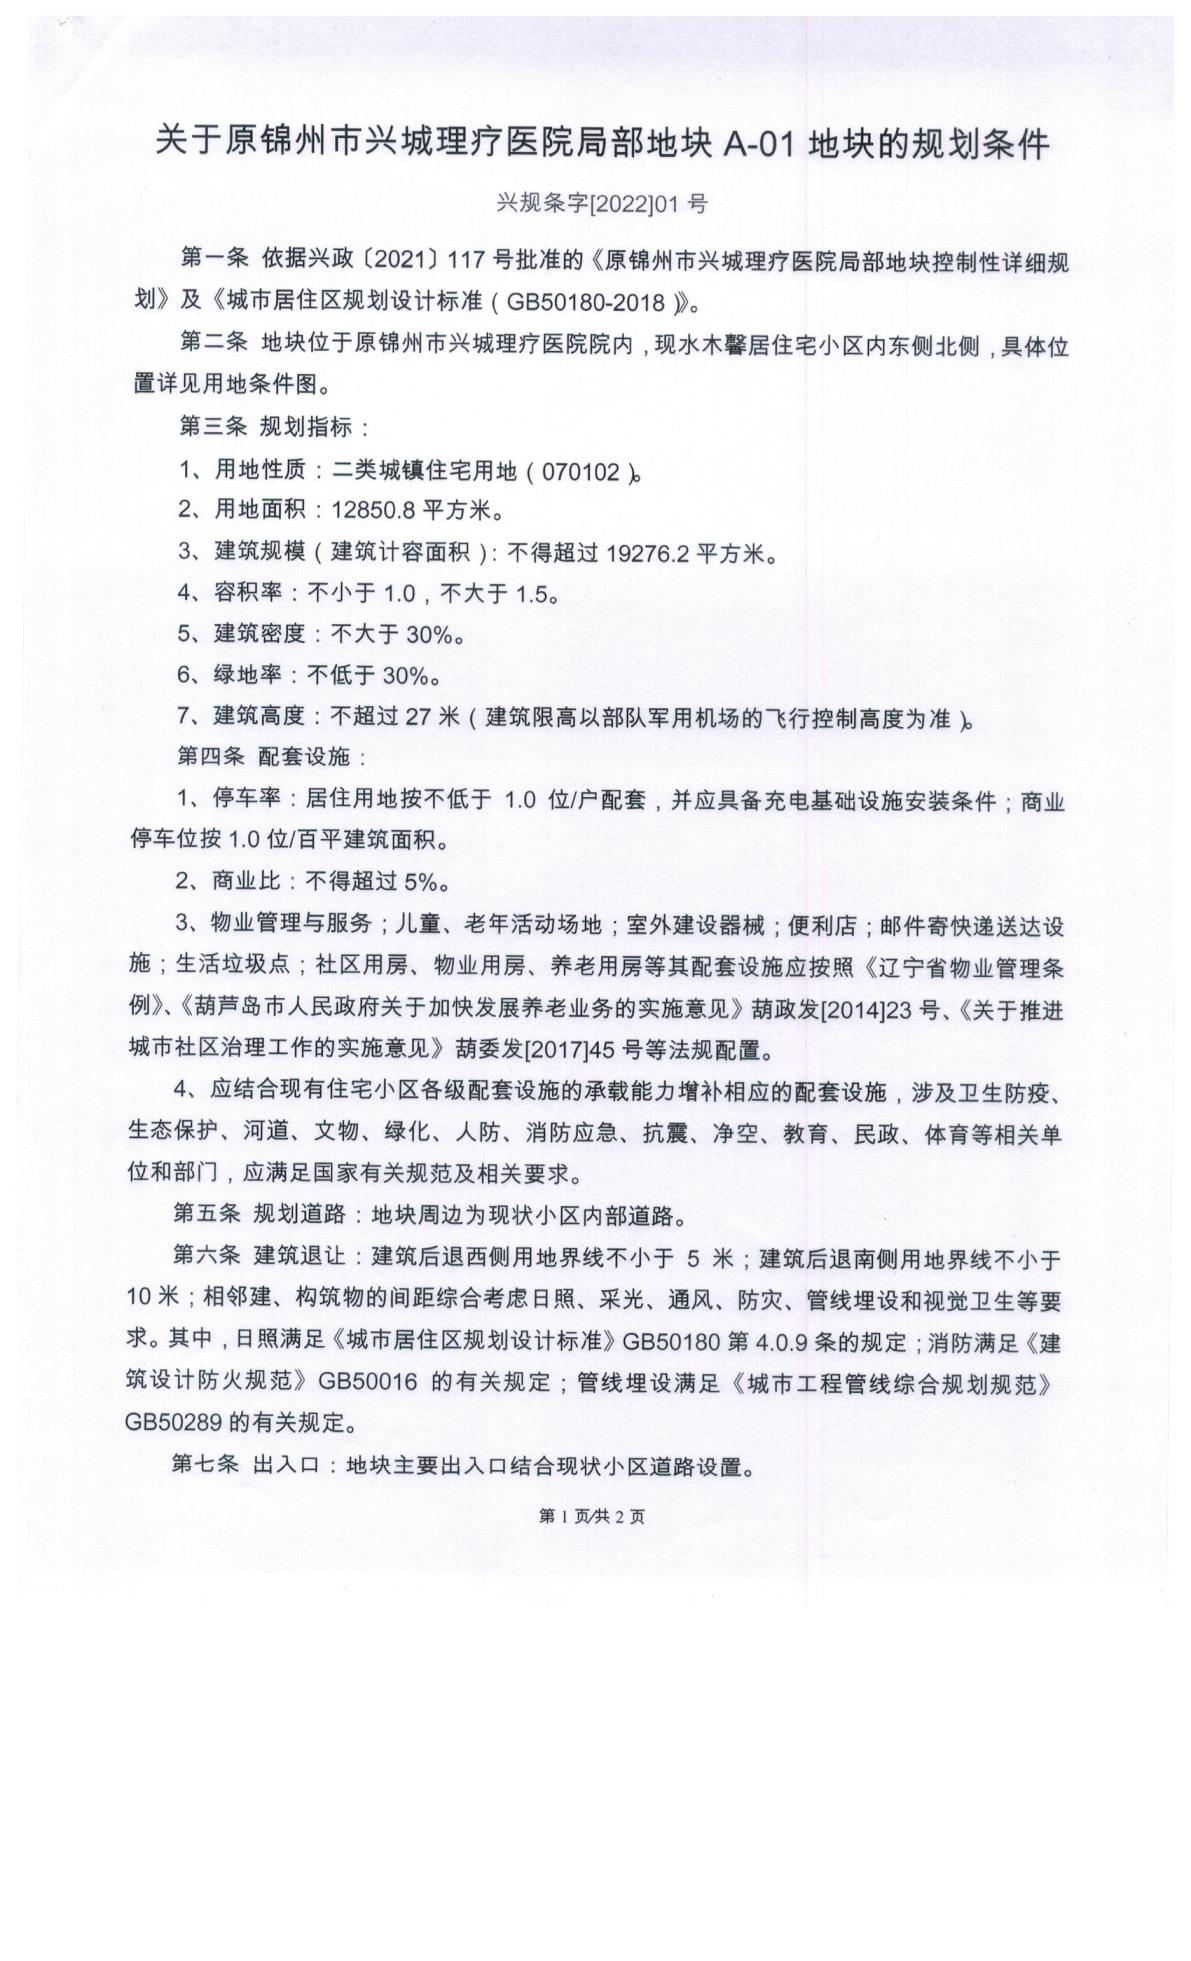 关于原锦州市兴城理疗医院局部地块 A-01 地块的规划条件
兴规条字[2022]01 号
第一条 依据兴政〔2021〕117 号批准的《原锦州市兴城理疗医院局部地块控制性详细规
划》及《城市居住区规划设计标准（GB50180-2018）》。
第二条 地块位于原锦州市兴城理疗医院院内，现水木馨居住宅小区内东侧北侧，具体位
置详见用地条件图。
第三条 规划指标：
1、用地性质：二类城镇住宅用地（070102）。
2、用地面积：12850.8 平方米。
3、建筑规模（建筑计容面积）：不得超过 19276.2 平方米。
4、容积率：不小于 1.0，不大于 1.5。
5、建筑密度：不大于 30%。
6、绿地率：不低于 30%。
7、建筑高度：不超过 27 米（建筑限高以部队军用机场的飞行控制高度为准）。
第四条 配套设施：
1、停车率：居住用地按不低于 1.0 位/户配套，并应具备充电基础设施安装条件；商业
停车位按 1.0 位/百平建筑面积。
2、商业比：不得超过 5%。
3、物业管理与服务；儿童、老年活动场地；室外建设器械；便利店；邮件寄快递送达设
施；生活垃圾点；社区用房、物业用房、养老用房等其配套设施应按照《辽宁省物业管理条
例》、《葫芦岛市人民政府关于加快发展养老业务的实施意见》葫政发[2014]23 号、《关于推进
城市社区治理工作的实施意见》葫委发[2017]45 号等法规配置。
4、应结合现有住宅小区各级配套设施的承载能力增补相应的配套设施，涉及卫生防疫、
生态保护、河道、文物、绿化、人防、消防应急、抗震、净空、教育、民政、体育等相关单
位和部门，应满足国家有关规范及相关要求。
第五条 规划道路：地块周边为现状小区内部道路。
第六条 建筑退让：建筑后退西侧用地界线不小于 5 米；建筑后退南侧用地界线不小于
10 米；相邻建、构筑物的间距综合考虑日照、采光、通风、防灾、管线埋设和视觉卫生等要
求。其中，日照满足《城市居住区规划设计标准》GB50180 第 4.0.9 条的规定；消防满足《建
筑设计防火规范》GB50016 的有关规定；管线埋设满足《城市工程管线综合规划规范》
GB50289 的有关规定。
第七条 出入口：地块主要出入口结合现状小区道路设置。
第 1 页/共 2 页